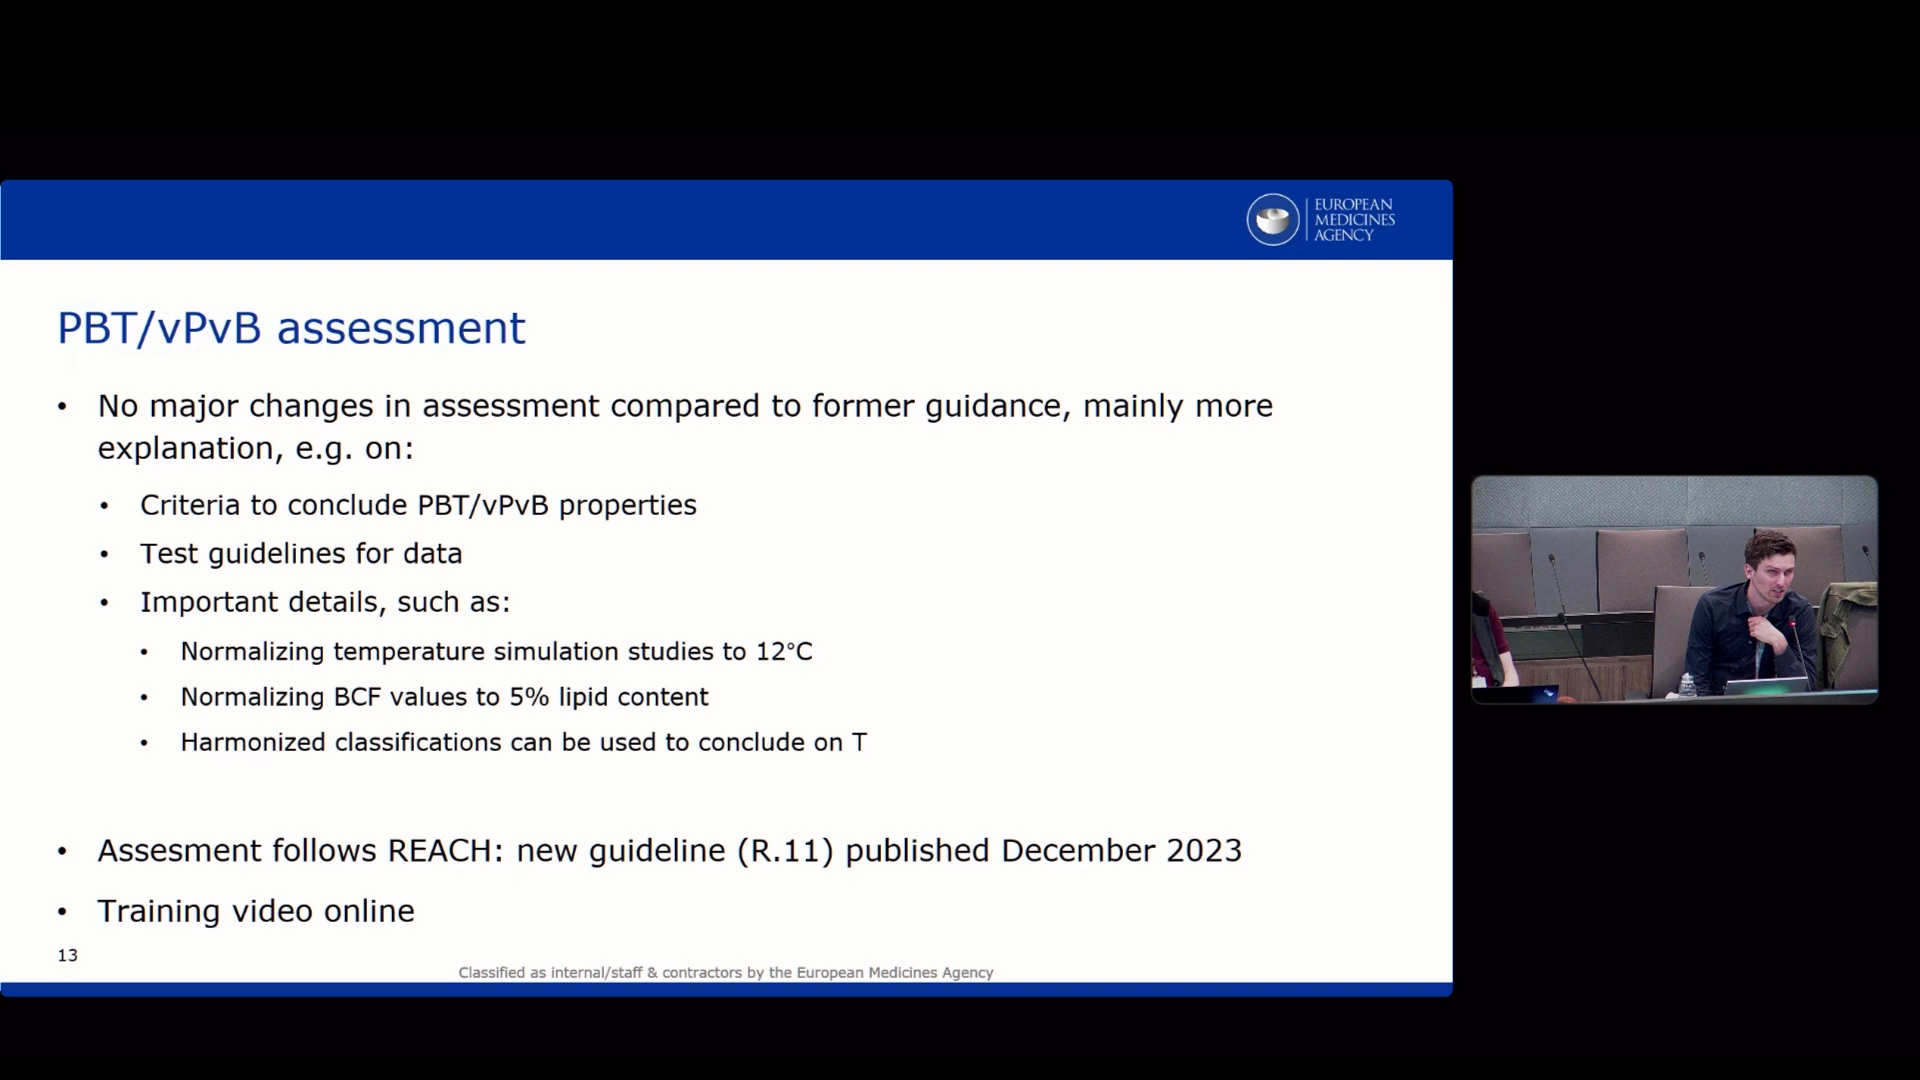 EUROPEAN
MEDICINES
AGENCY
PBT/vPvB assessment
• No major changes in assessment compared to former guidance, mainly more
explanation, e.g. on:
• Criteria to conclude PBT/vPvB properties
• Test guidelines for data
• Important details, such as:
• Normalizing temperature simulation studies to 12°C
• Normalizing BCF values to 5% lipid content
• Harmonized classifications can be used to conclude on T
• Assesment follows REACH: new guideline (R.11) published December 2023
• Training video online
13
Classified as internal/staff & contractors by the European Medicines Agency